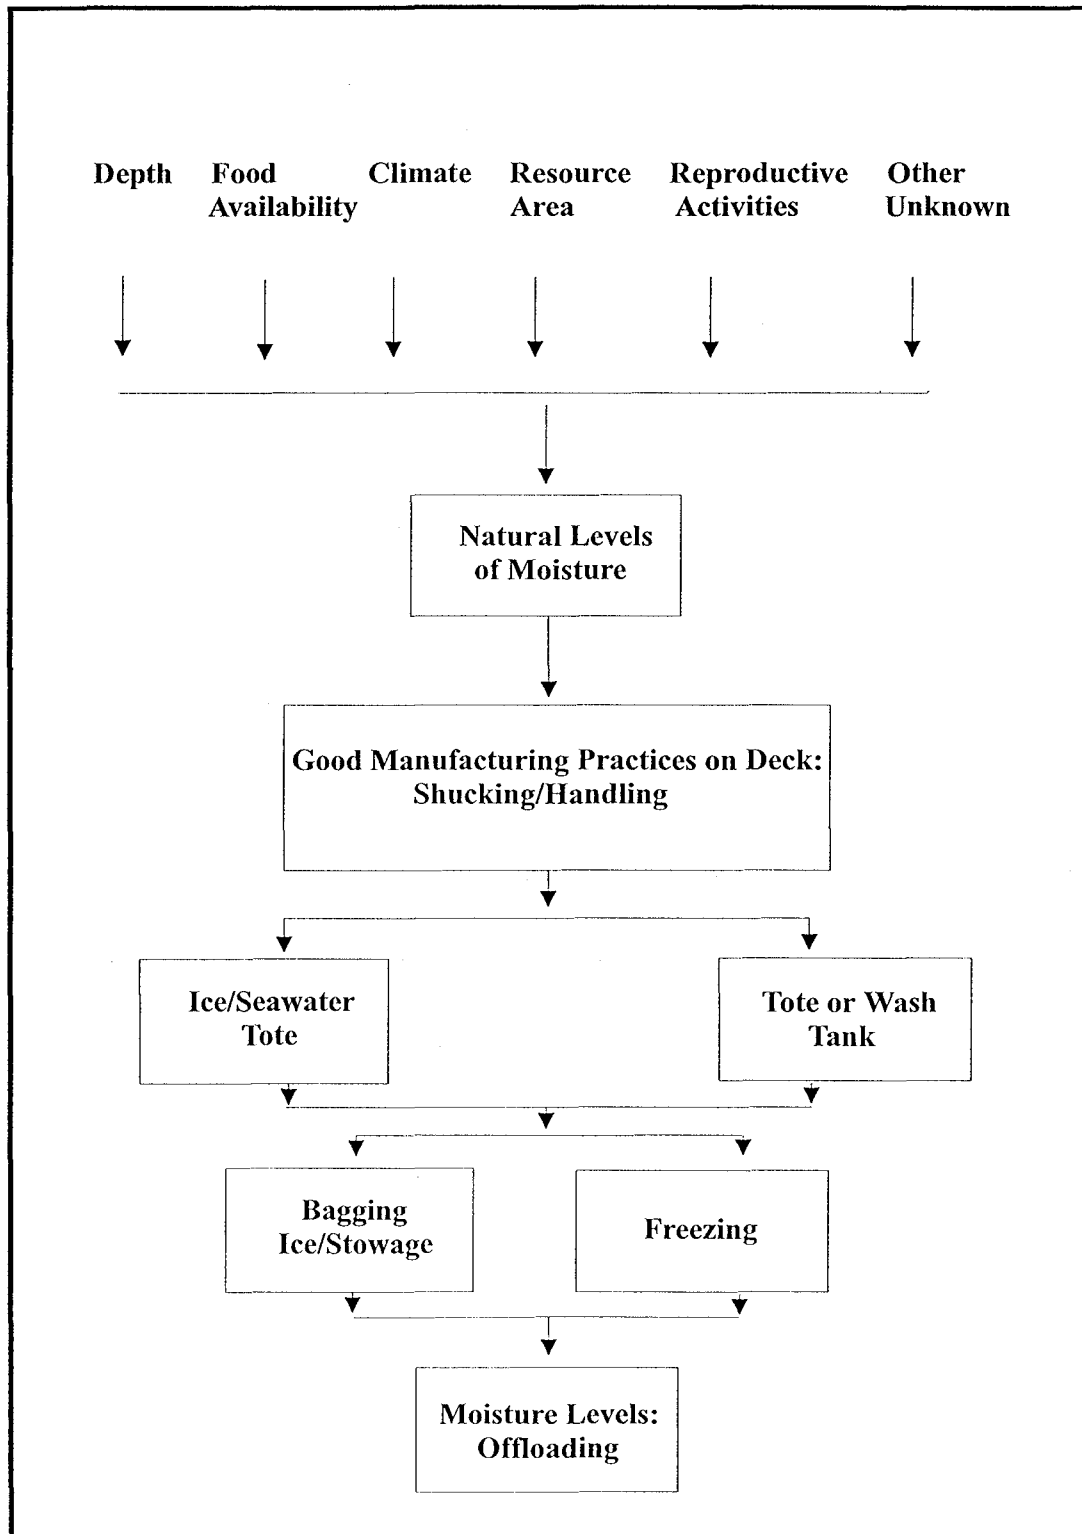 Depth Food Climate Resource Reproductive Other
Availability Area Activities Unknown
Natural Levels
of Moisture
Good Manufacturing Practices on Deck:
Shucking/Handling
Ice/Seawater
Tote
Tote or Wash
Tank
Bagging
Ice/Stowage
Freezing
Moisture Levels:
Offloading